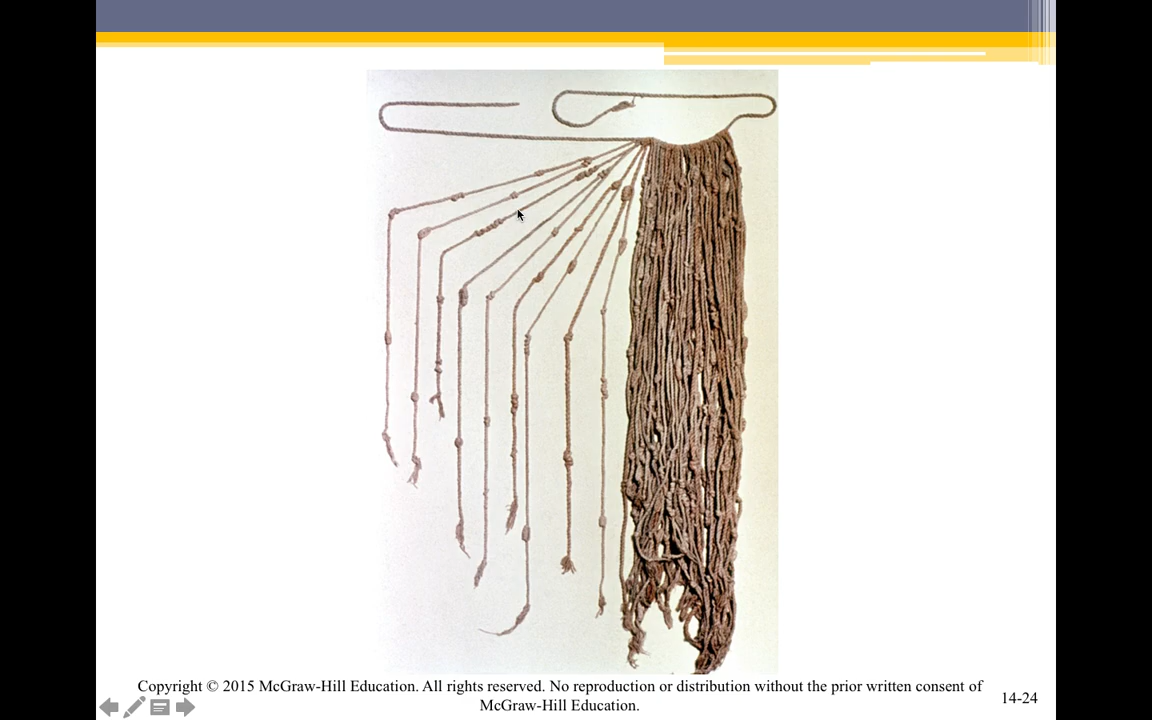 Copyright © 2015 McGraw-Hill Education. All rights reserved. No reproduction or distribution without the prior written consent of
McGraw-Hill Education.
14-24